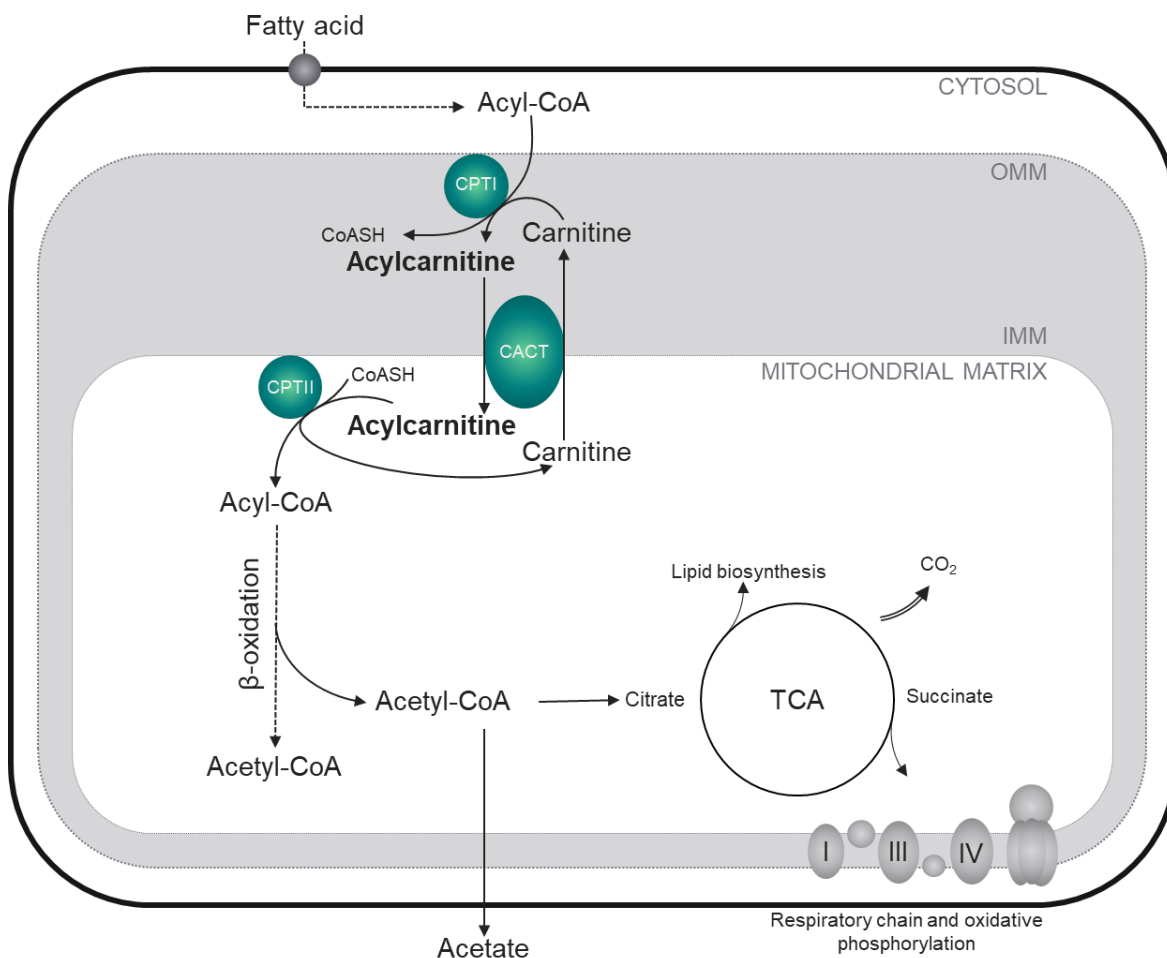 Fatty acid
CYTOSOL
Acyl-CoA
OMM
CPTI
CoASH
Carnitine
Acylcarnitine
IMM
CACT
MITOCHONDRIAL MATRIX
CPTII
CoASH
Acylcarnitine
Carnitine
Acyl-CoA
β-oxidation
Lipid biosynthesis
CO₂
Acetyl-CoA
Citrate
TCA
Succinate
Acetyl-CoA
I
III
IV
Respiratory chain and oxidative
phosphorylation
Acetate